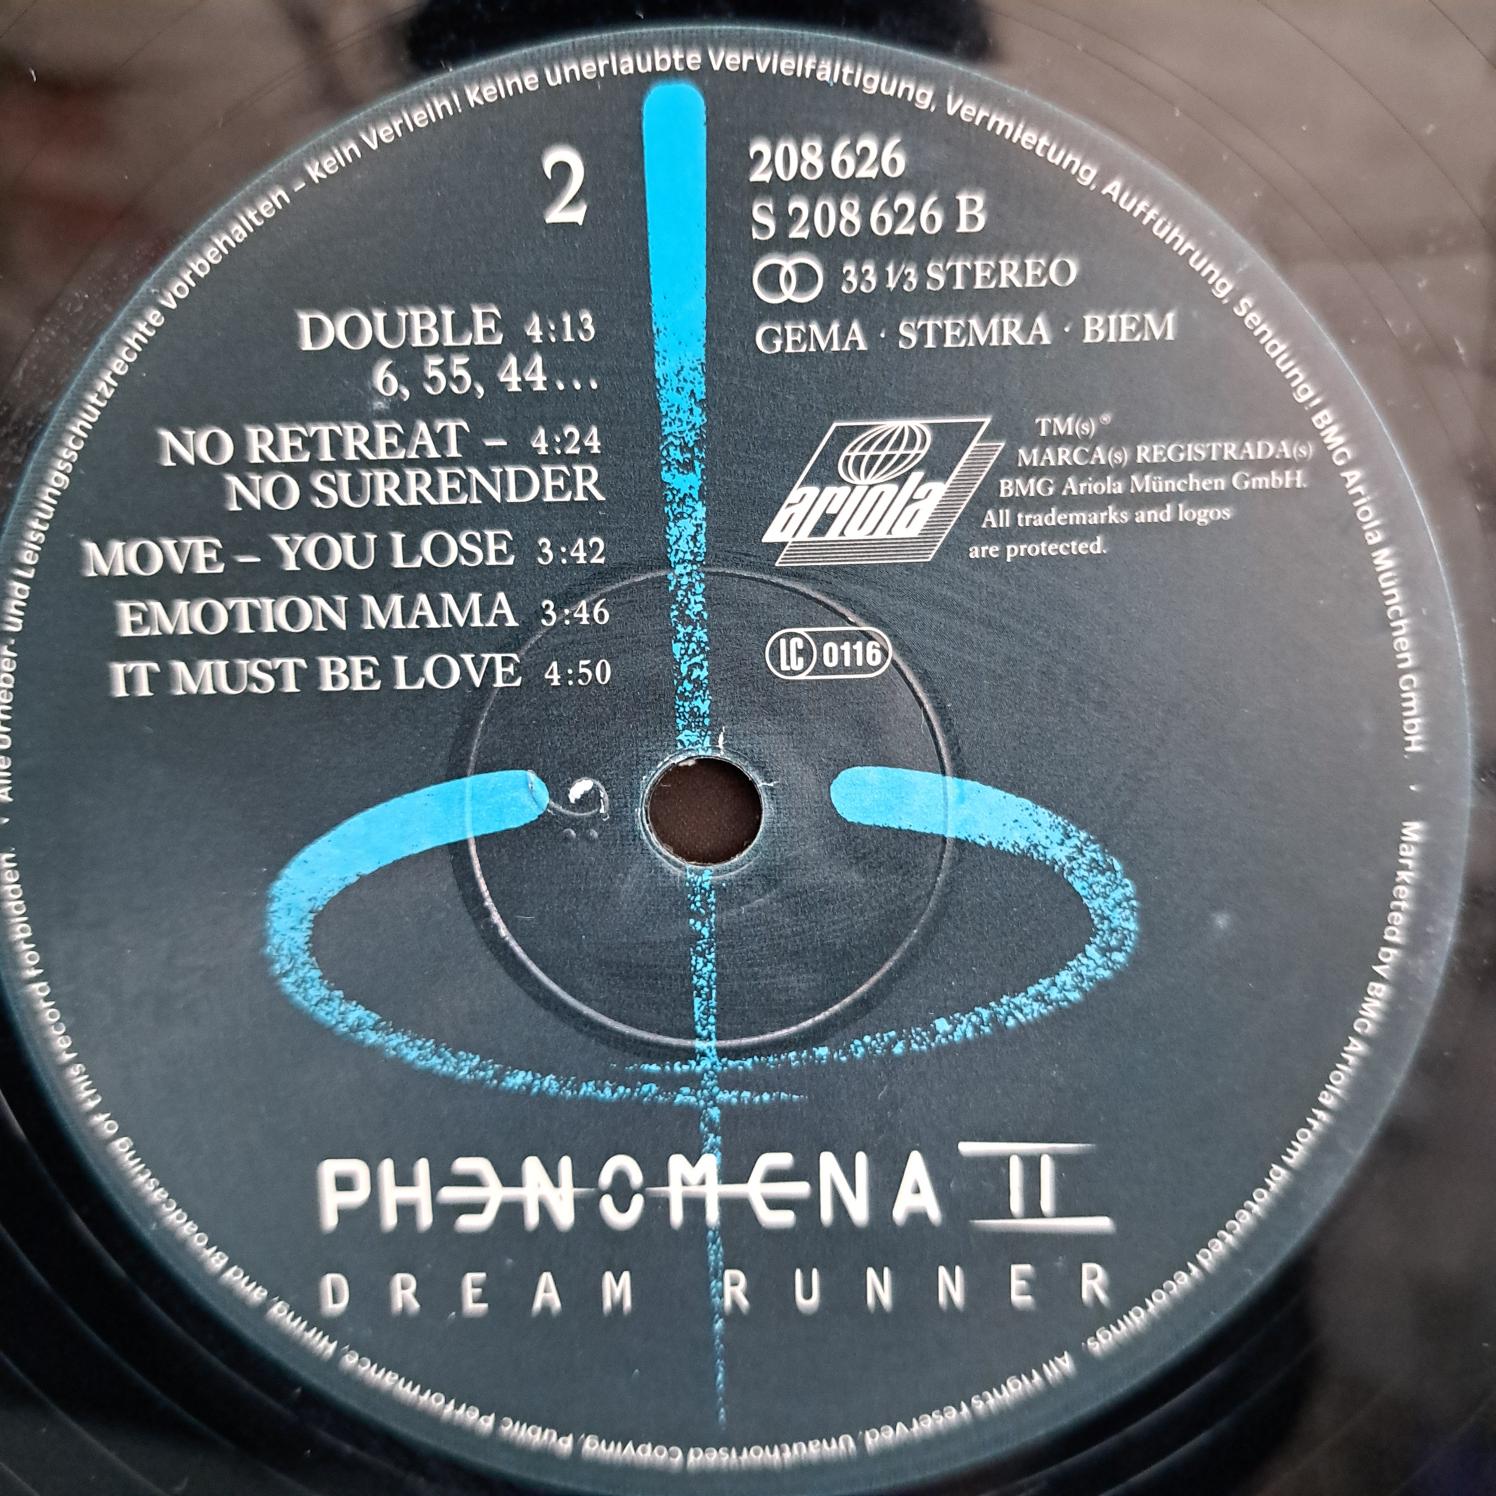 2
DOUBLE 4:13
6, 55, 44...
NO RETREAT – 4:24
NO SURRENDER
MOVE – YOU LOSE 3:42
EMOTION MAMA 3:46
IT MUST BE LOVE 4:50
208 626
S 208 626 B
33 1/3 STEREO
GEMA · STEMRA · BIEM
ariola
TM(s) ®
MARCA(s) REGISTRADA(s)
BMG Ariola München GmbH.
All trademarks and logos
are protected.
LC 0116
PHENOMENA II
DREAM RUNNER
Alle Urheber- und Leistungsschutzrechte vorbehalten – Kein Verleih! Keine unerlaubte Vervielfältigung, Vermietung, Aufführung, Sendung! BMG Ariola München GmbH.
Marketed by BMG Ariola from protected recordings. All rights reserved. Unauthorised Copying, Public Performance, Hiring, and Broadcasting of this record forbidden.